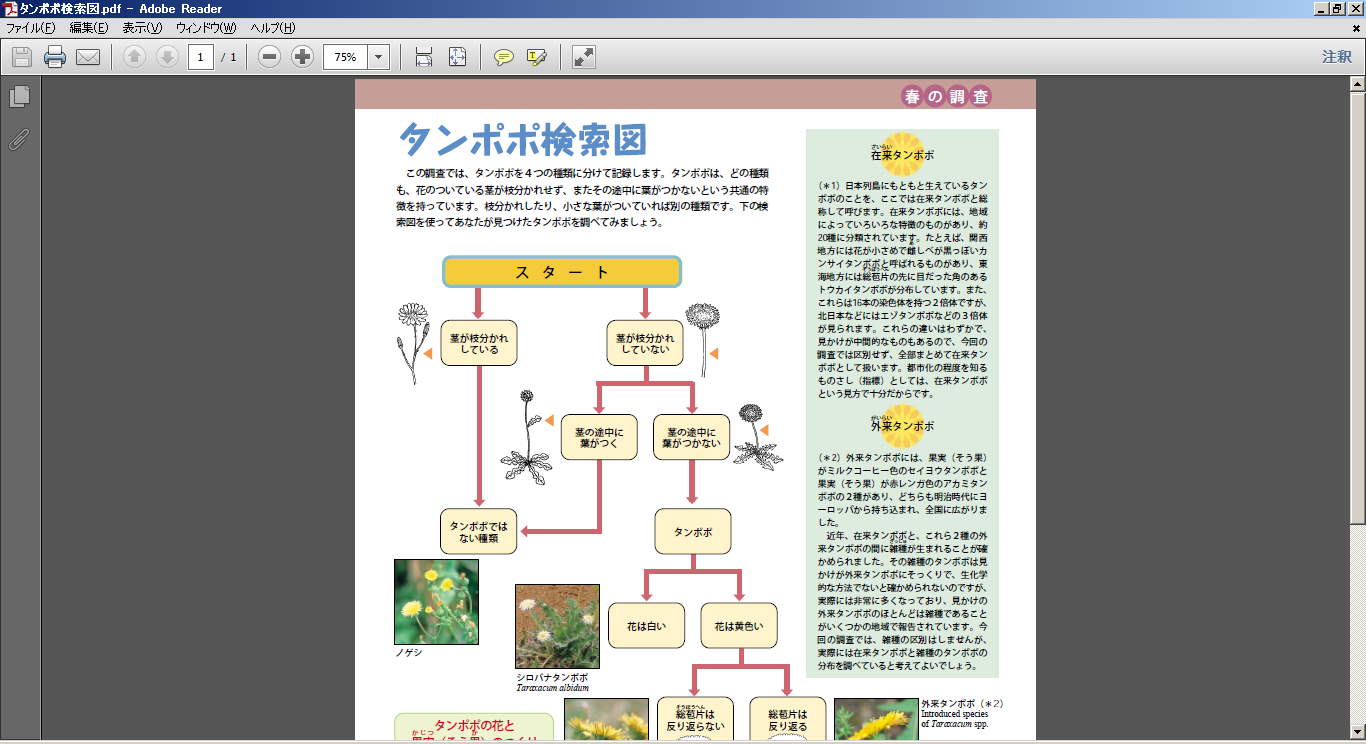 タンポポ検索図.pdf - Adobe Reader
ファイル(F) 編集(E) 表示(V) ウィンドウ(W) ヘルプ(H)
1 / 1 75% 注釈
春の調査
タンポポ検索図
この調査では、タンポポを４つの種類に分けて記録します。タンポポは、どの種類
も、花のついている茎が枝分かれせず、またその途中に葉がつかないという共通の特
徴を持っています。枝分かれしたり、小さな葉がついていれば別の種類です。下の検
索図を使ってあなたが見つけたタンポポを調べてみましょう。
スタート
茎が枝分かれ
している
茎が枝分かれ
していない
茎の途中に
葉がつく
茎の途中に
葉がつかない
タンポポでは
ない種類
タンポポ
花は白い
花は黄色い
ノゲシ
シロバナタンポポ
Taraxacum albidum
そうほうへん
総苞片は
反り返らない
総苞片は
反り返る
タンポポの花と
外来タンポポ（＊2）
Introduced species
of Taraxacum spp.
ざいらい
在来タンポポ
（＊1）日本列島にもともと生えているタン
ポポのことを、ここでは在来タンポポと総
称して呼びます。在来タンポポには、地域
によっていろいろな特徴のものがあり、約
20種に分類されています。たとえば、関西
地方には花が小さめで雌しべが黒っぽいカ
ンサイタンポポと呼ばれるものがあり、東
海地方には総苞片の先に目だった角のある
トウカイタンポポが分布しています。また、
これらは16本の染色体を持つ２倍体ですが、
北日本などにはエゾタンポポなどの３倍体
が見られます。これらの違いはわずかで、
見かけが中間的なものもあるので、今回の
調査では区別せず、全部まとめて在来タン
ポポとして扱います。都市化の程度を知る
ものさし（指標）としては、在来タンポポ
という見方で十分だからです。
がいらい
外来タンポポ
（＊2）外来タンポポには、果実（そう果）
がミルクコーヒー色のセイヨウタンポポと
果実（そう果）が赤レンガ色のアカミタン
ポポの２種があり、どちらも明治時代にヨ
ーロッパから持ち込まれ、全国に広がりま
した。
近年、在来タンポポと、これら２種の外
来タンポポの間に雑種が生まれることが確
かめられました。その雑種のタンポポは見
かけが外来タンポポにそっくりで、生化学
的な方法でないと確かめられないのですが、
実際には非常に多くなっており、見かけの
外来タンポポのほとんどは雑種であること
がいくつかの地域で報告されています。今
回の調査では、雑種の区別はしませんが、
実際には在来タンポポと雑種のタンポポの
分布を調べていると考えてよいでしょう。